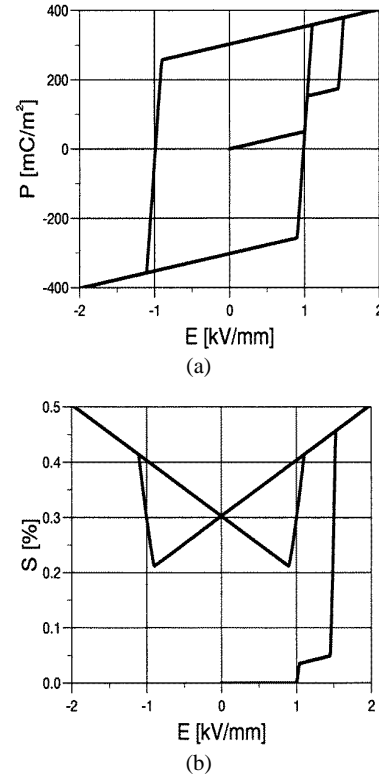 400
200
0
-200
-400
P [mC/m²]
-2 -1 0 1 2
E [kV/mm]
(a)
0.5
0.4
0.3
0.2
0.1
0.0
S [%]
-2 -1 0 1 2
E [kV/mm]
(b)